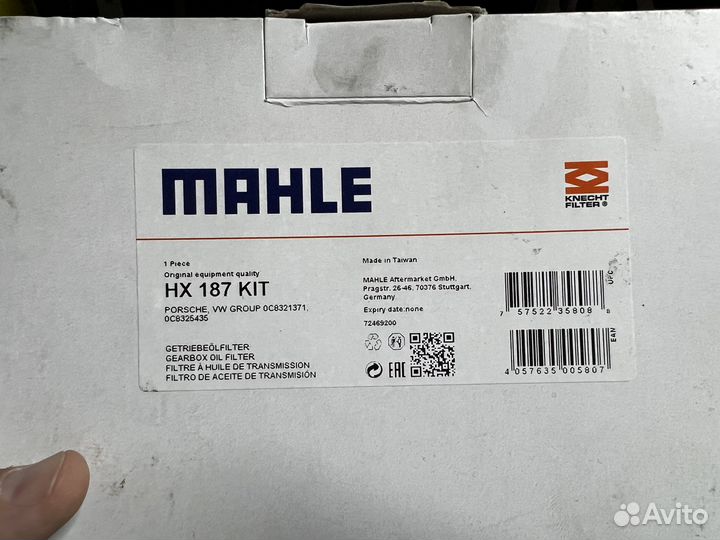 MAHLE
KNECHT
FILTER®
1 Piece
Original equipment quality
HX 187 KIT
PORSCHE, VW GROUP 0C8321371,
0C8325435
GETRIEBEÖLFILTER
GEARBOX OIL FILTER
FILTRE À HUILE DE TRANSMISSION
FILTRO DE ACEITE DE TRANSMISIÓN
Made in Taiwan
MAHLE Aftermarket GmbH,
Pragstr. 26-46, 70376 Stuttgart,
Germany
Expiry date:none
72469200
EAC
UPC
7 57522 35808 8
EAN
4 057635 005807
Avito